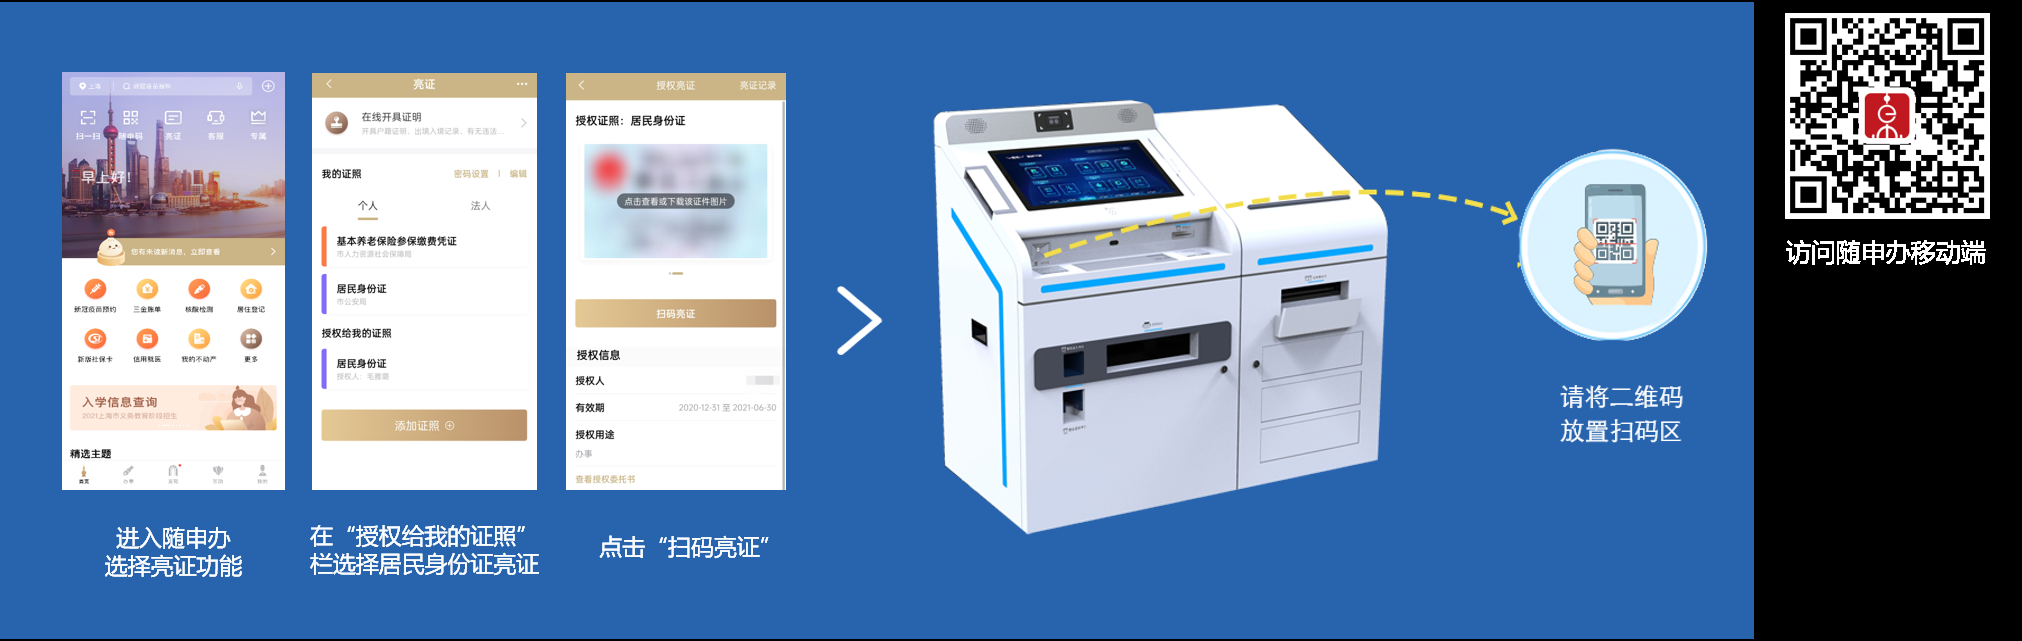 上海
扫一扫
随申码
亮证
客服
专属
早上好!
您有未读新消息，立即查看
新冠疫苗预约
三金账单
核酸检测
居住登记
新版社保卡
信用就医
我的不动产
更多
入学信息查询
2021上海市义务教育阶段招生
精选主题
首页
办事
互动
我的
进入随申办
选择亮证功能
亮证
在线开具证明
开具户籍证明，出境入境记录，有无违法...
我的证照
密码设置
编辑
个人
法人
基本养老保险参保缴费凭证
市人力资源社会保障局
居民身份证
市公安局
授权给我的证照
居民身份证
添加证照
在“授权给我的证照”
栏选择居民身份证亮证
授权亮证
亮证记录
授权证照：居民身份证
点击查看或下载该证件图片
扫码亮证
授权信息
授权人
有效期
2020-12-31 至 2021-06-30
授权用途
办事
查看授权委托书
点击“扫码亮证”
请将二维码
放置扫码区
访问随申办移动端